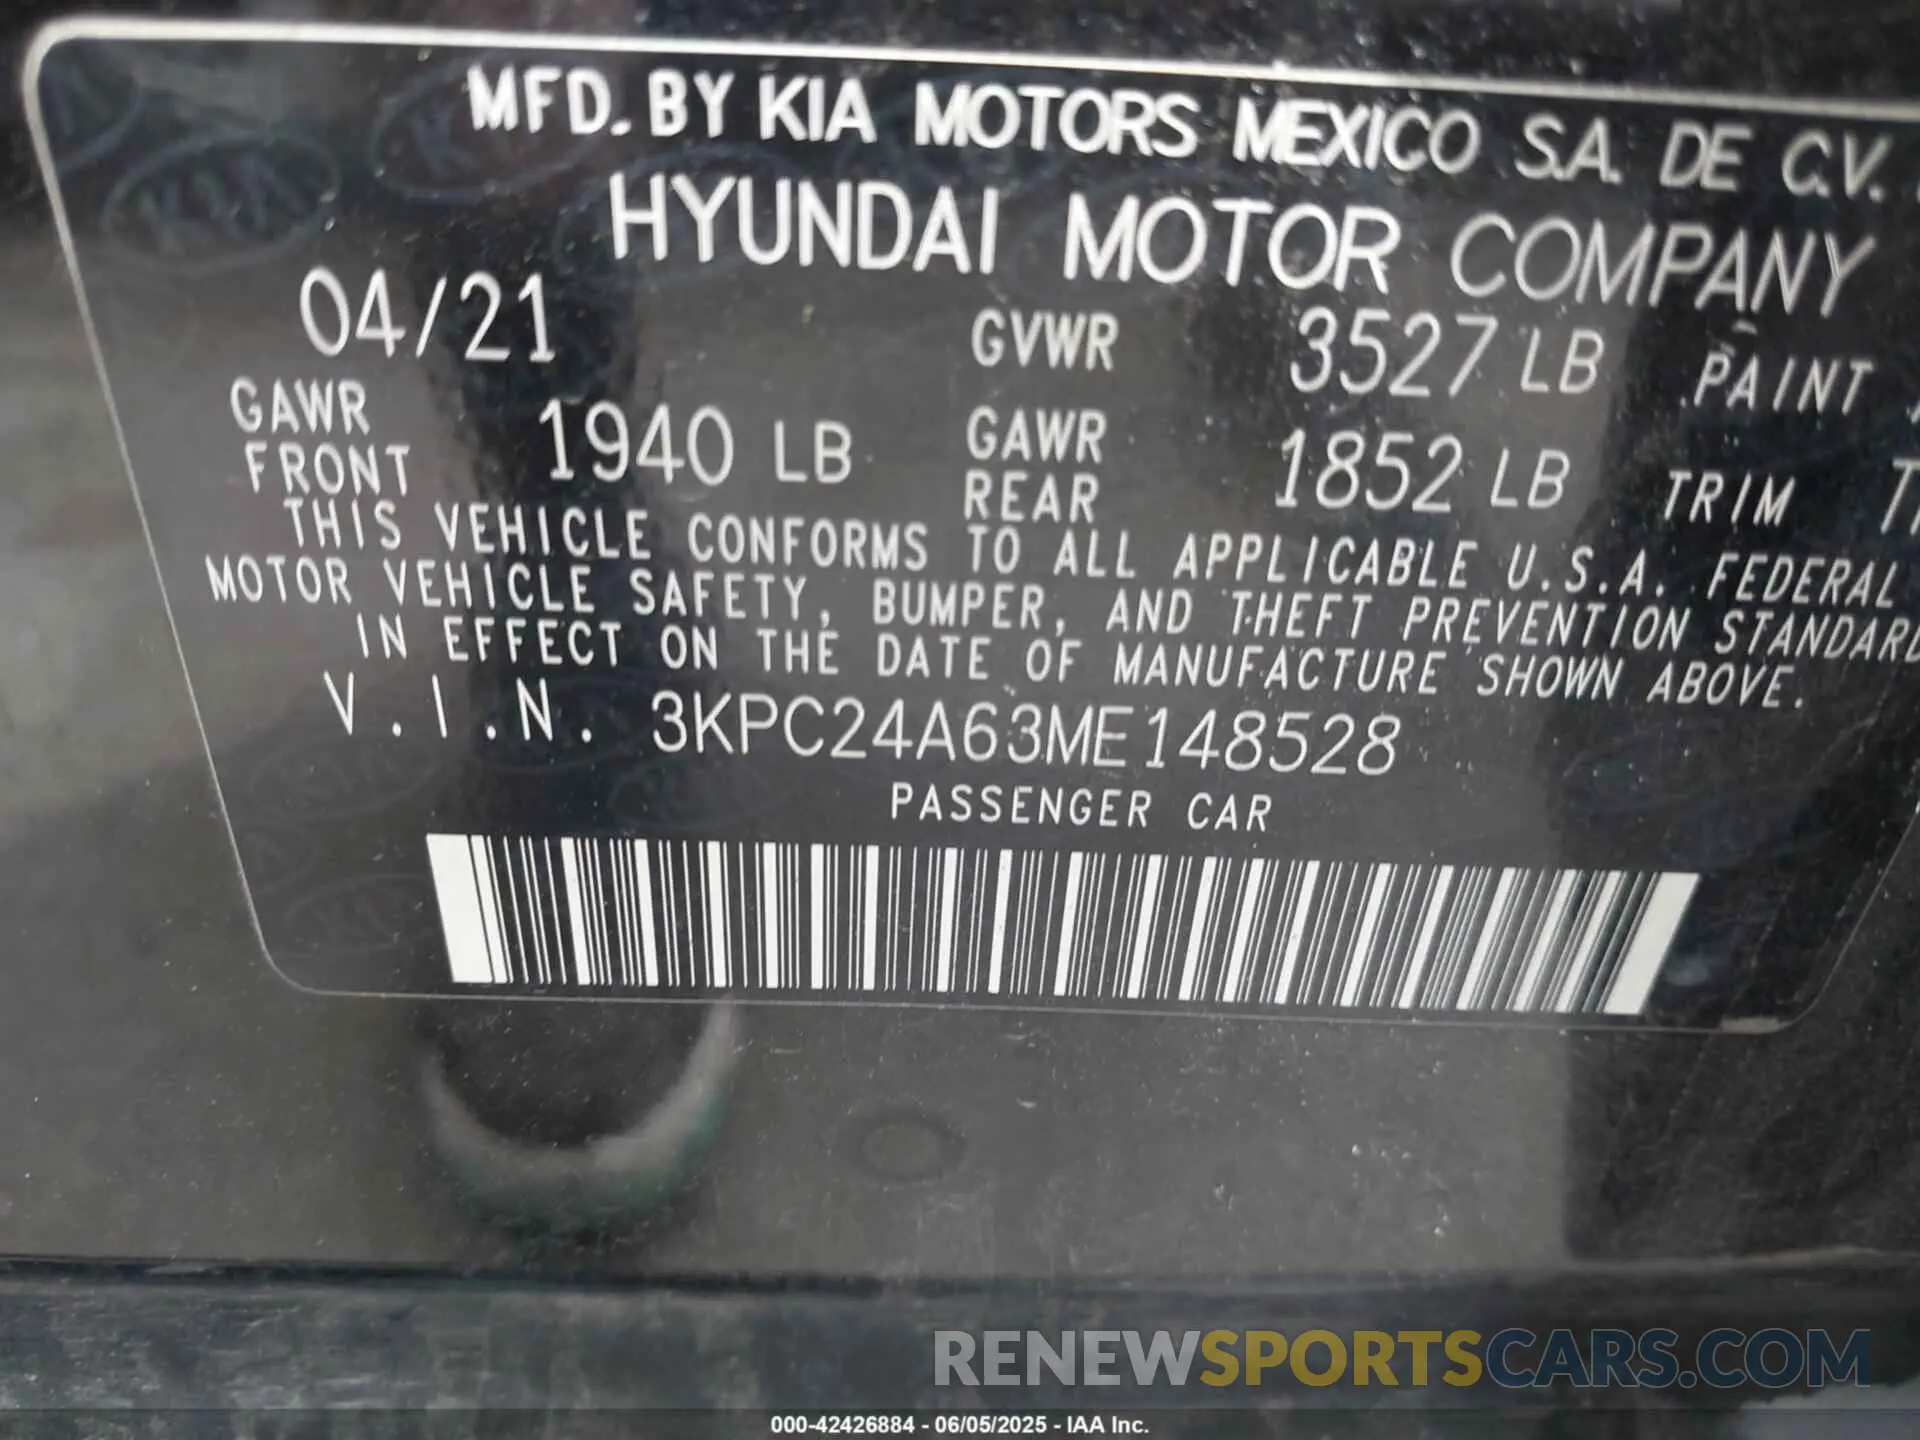 MFD. BY KIA MOTORS MEXICO S.A. DE C.V.
HYUNDAI MOTOR COMPANY
04/21 GVWR 3527 LB PAINT
GAWR FRONT 1940 LB GAWR REAR 1852 LB TRIM
THIS VEHICLE CONFORMS TO ALL APPLICABLE U.S.A. FEDERAL
MOTOR VEHICLE SAFETY, BUMPER, AND THEFT PREVENTION STANDARD
IN EFFECT ON THE DATE OF MANUFACTURE SHOWN ABOVE.
V.I.N. 3KPC24A63ME148528
PASSENGER CAR
RENEWSPORTSCARS.COM
000-42426884 - 06/05/2025 - IAA Inc.